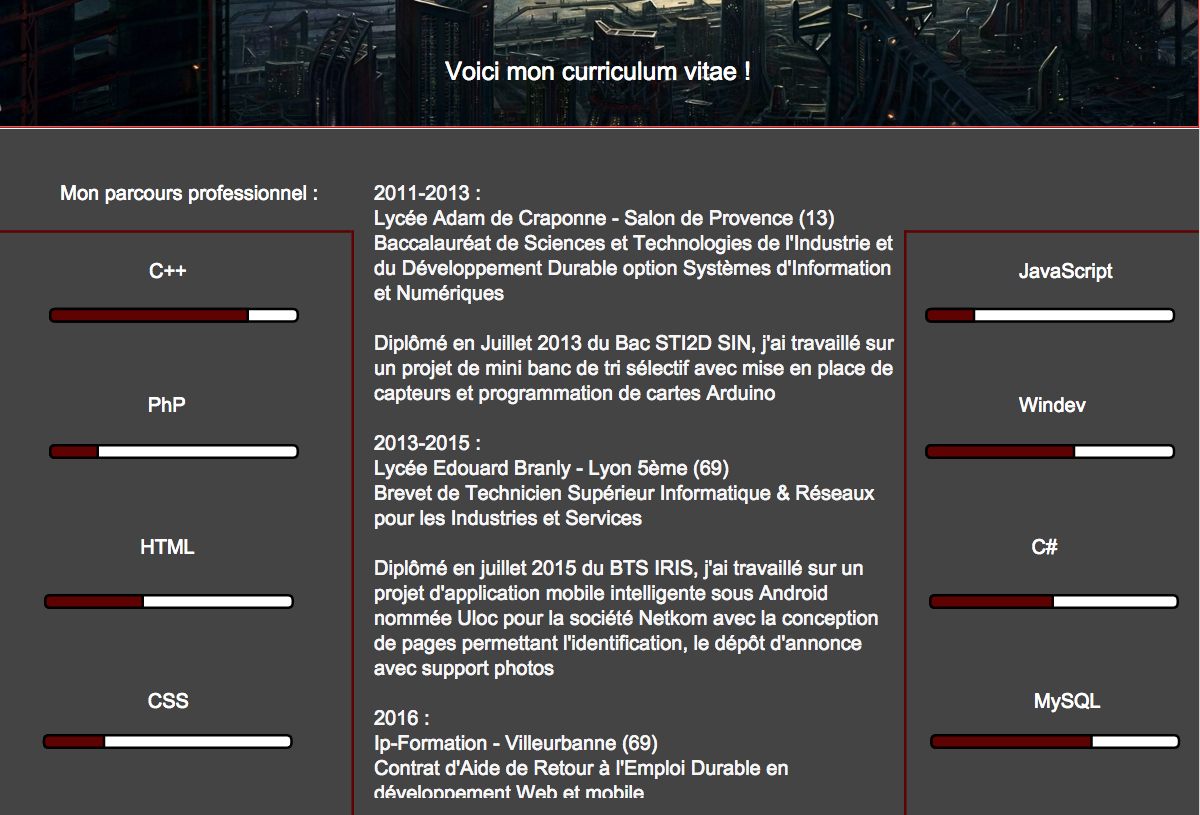 Voici mon curriculum vitae !
Mon parcours professionnel :
C++
PhP
HTML
CSS
2011-2013 :
Lycée Adam de Craponne - Salon de Provence (13)
Baccalauréat de Sciences et Technologies de l'Industrie et
du Développement Durable option Systèmes d'Information
et Numériques
Diplômé en Juillet 2013 du Bac STI2D SIN, j'ai travaillé sur
un projet de mini banc de tri sélectif avec mise en place de
capteurs et programmation de cartes Arduino
2013-2015 :
Lycée Edouard Branly - Lyon 5ème (69)
Brevet de Technicien Supérieur Informatique & Réseaux
pour les Industries et Services
Diplômé en juillet 2015 du BTS IRIS, j'ai travaillé sur un
projet d'application mobile intelligente sous Android
nommée Uloc pour la société Netkom avec la conception
de pages permettant l'identification, le dépôt d'annonce
avec support photos
2016 :
Ip-Formation - Villeurbanne (69)
Contrat d'Aide de Retour à l'Emploi Durable en
développement Web et mobile
JavaScript
Windev
C#
MySQL